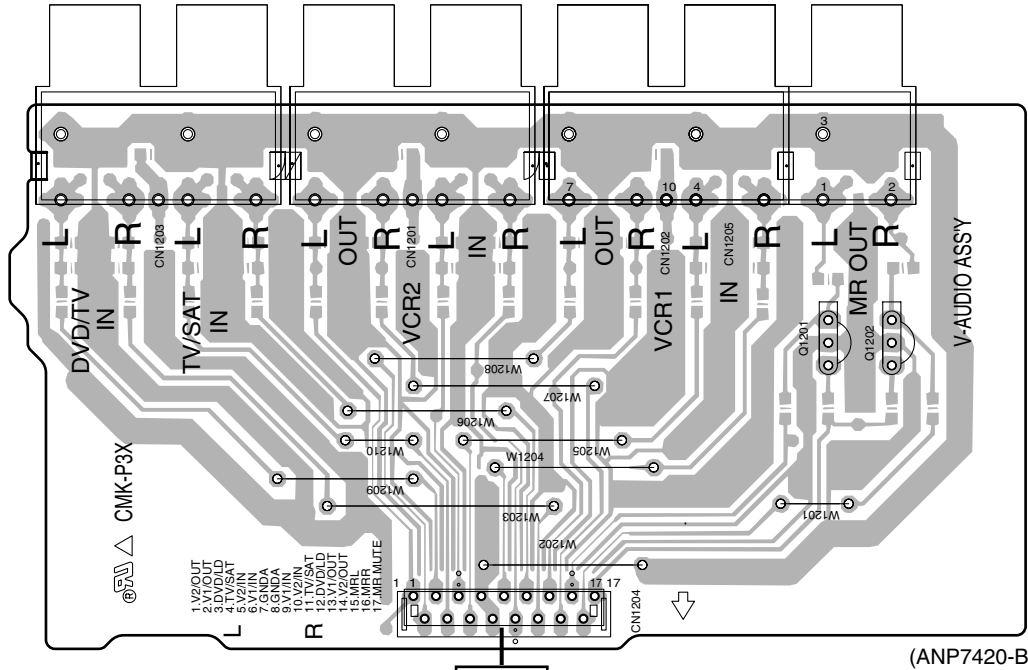 3
7
10
4
1
2
L
R
CN1203
L
R
L
OUT
R
CN1201
L
IN
R
L
OUT
R
CN1202
L
CN1205
IN
R
L
MR OUT
R
DVD/TV
IN
TV/SAT
IN
VCR2
VCR1
Q1201
Q1202
V-AUDIO ASS'Y
W1208
W1207
W1206
W1210
W1205
W1204
W1209
W1203
W1202
W1201
CMK-P3X
1.V2/OUT
2.V1/OUT
3.DVD/LD
4.TV/SAT
5.V2/IN
6.V1/IN
7.GNDA
8.GNDA
9.V1/IN
10.V2/IN
11.TV/SAT
12.DVD/LD
13.V1/OUT
14.V2/OUT
15.MRL
16.MRR
17.MR MUTE
L
R
1
1
17
17
CN1204
(ANP7420-B